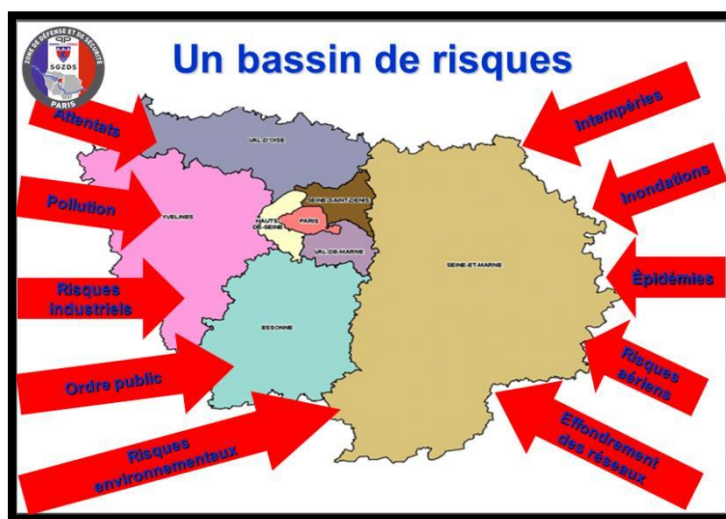 ZONE DE DÉFENSE ET DE SÉCURITÉ
SGZDS
PARIS
Un bassin de risques
Attentats
Pollution
Risques
industriels
Ordre public
Risques
environnementaux
VAL-D'OISE
YVELINES
HAUTS
DE-SEINE
SEINE-SAINT-DENIS
PARIS
VAL-DE-MARNE
SEINE-ET-MARNE
ESSONNE
Intempéries
Inondations
Épidémies
Risques
aériens
Effondrement
des réseaux